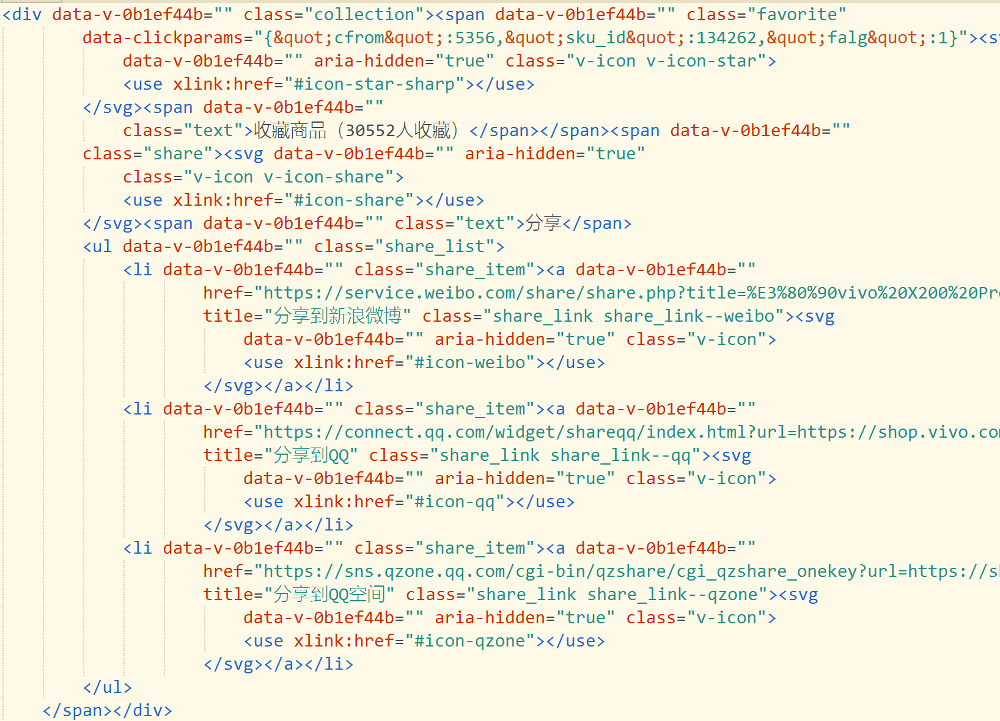 <div data-v-0b1ef44b="" class="collection"><span data-v-0b1ef44b="" class="favorite"
data-clickparams="{&quot;cfrom&quot;:5356,&quot;sku_id&quot;:134262,&quot;falg&quot;:1}"><sv
data-v-0b1ef44b="" aria-hidden="true" class="v-icon v-icon-star">
<use xlink:href="#icon-star-sharp"></use>
</svg><span data-v-0b1ef44b=""
class="text">收藏商品（30552人收藏）</span></span><span data-v-0b1ef44b=""
class="share"><svg data-v-0b1ef44b="" aria-hidden="true"
class="v-icon v-icon-share">
<use xlink:href="#icon-share"></use>
</svg><span data-v-0b1ef44b="" class="text">分享</span>
<ul data-v-0b1ef44b="" class="share_list">
<li data-v-0b1ef44b="" class="share_item"><a data-v-0b1ef44b=""
href="https://service.weibo.com/share/share.php?title=%E3%80%90vivo%20X200%20Pr
title="分享到新浪微博" class="share_link share_link--weibo"><svg
data-v-0b1ef44b="" aria-hidden="true" class="v-icon">
<use xlink:href="#icon-weibo"></use>
</svg></a></li>
<li data-v-0b1ef44b="" class="share_item"><a data-v-0b1ef44b=""
href="https://connect.qq.com/widget/shareqq/index.html?url=https://shop.vivo.co
title="分享到QQ" class="share_link share_link--qq"><svg
data-v-0b1ef44b="" aria-hidden="true" class="v-icon">
<use xlink:href="#icon-qq"></use>
</svg></a></li>
<li data-v-0b1ef44b="" class="share_item"><a data-v-0b1ef44b=""
href="https://sns.qzone.qq.com/cgi-bin/qzshare/cgi_qzshare_onekey?url=https://s
title="分享到QQ空间" class="share_link share_link--qzone"><svg
data-v-0b1ef44b="" aria-hidden="true" class="v-icon">
<use xlink:href="#icon-qzone"></use>
</svg></a></li>
</ul>
</span></div>